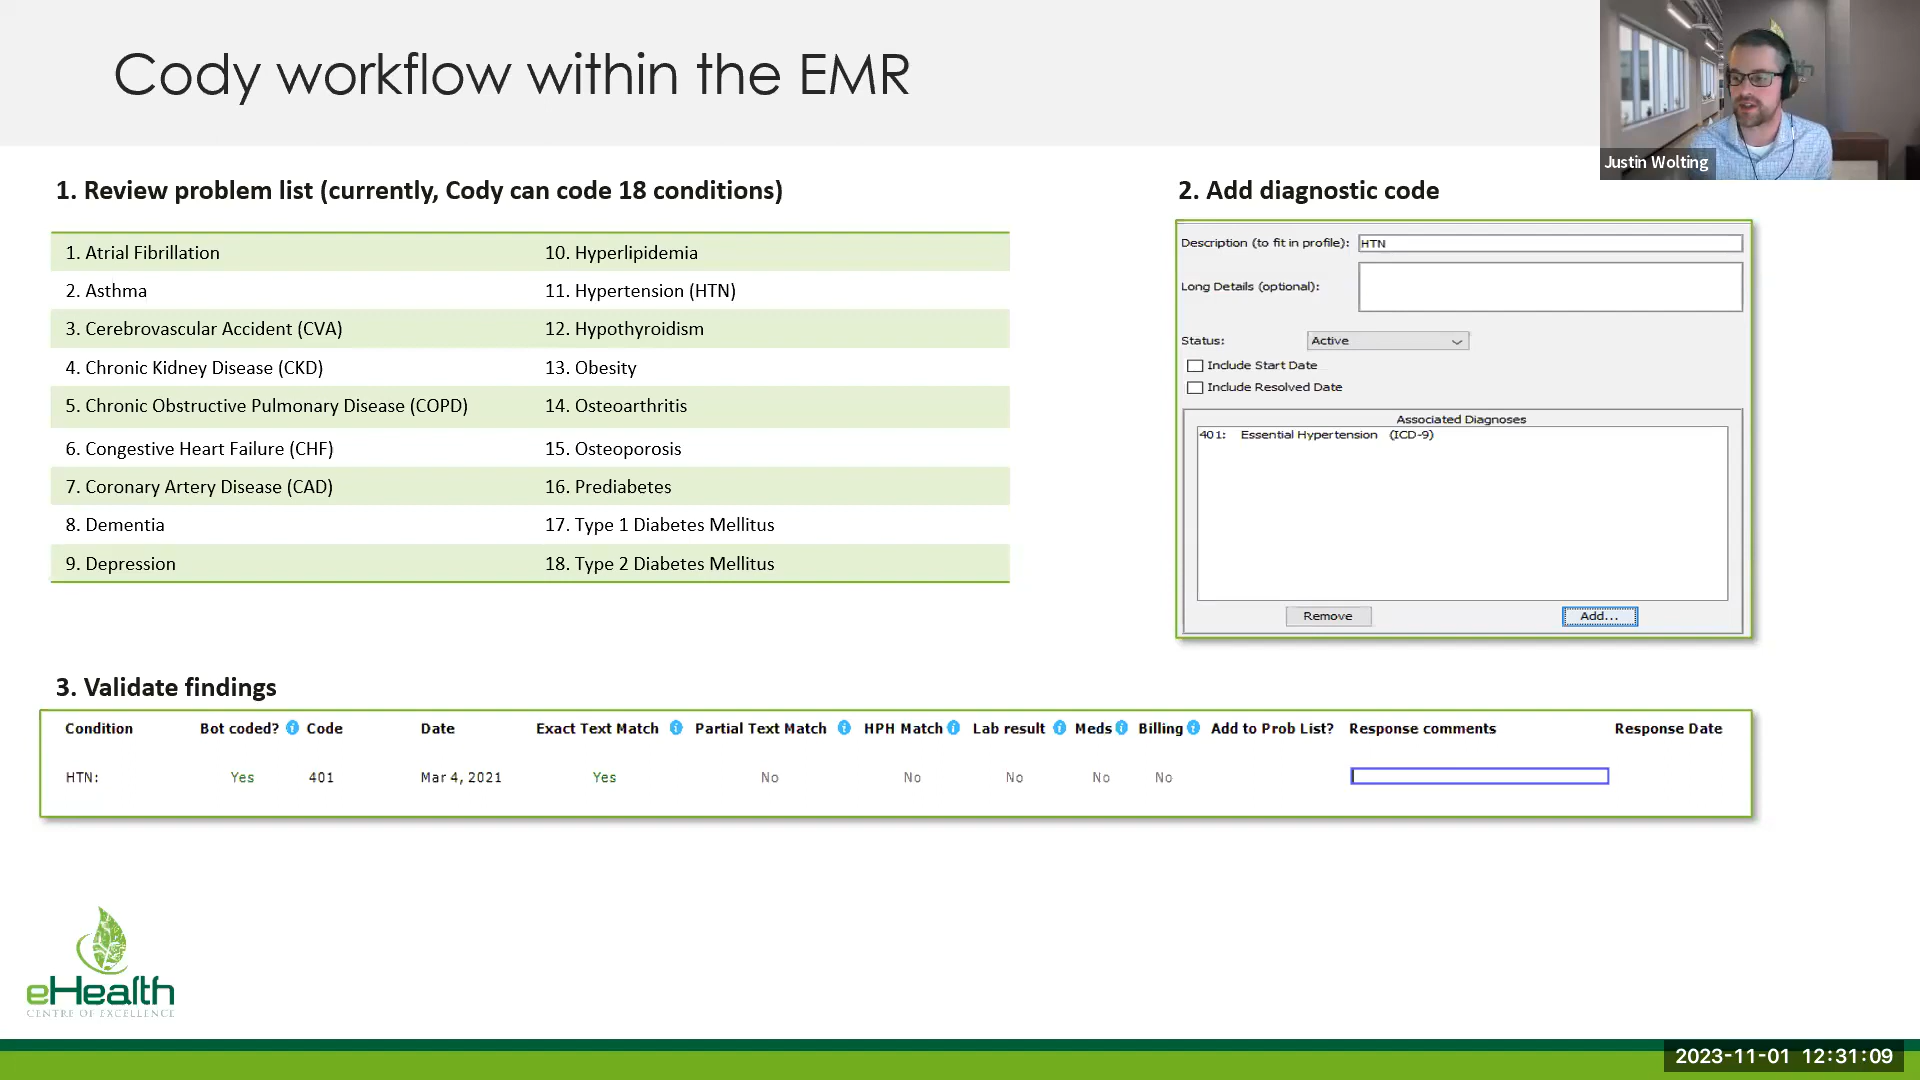 Cody workflow within the EMR
Justin Wolting
1. Review problem list (currently, Cody can code 18 conditions)
1. Atrial Fibrillation
2. Asthma
3. Cerebrovascular Accident (CVA)
4. Chronic Kidney Disease (CKD)
5. Chronic Obstructive Pulmonary Disease (COPD)
6. Congestive Heart Failure (CHF)
7. Coronary Artery Disease (CAD)
8. Dementia
9. Depression
10. Hyperlipidemia
11. Hypertension (HTN)
12. Hypothyroidism
13. Obesity
14. Osteoarthritis
15. Osteoporosis
16. Prediabetes
17. Type 1 Diabetes Mellitus
18. Type 2 Diabetes Mellitus
2. Add diagnostic code
Description (to fit in profile): HTN
Long Details (optional):
Status: Active
Include Start Date
Include Resolved Date
Associated Diagnoses
401: Essential Hypertension (ICD-9)
Remove Add...
3. Validate findings
Condition Bot coded? Code Date Exact Text Match Partial Text Match HPH Match Lab result Meds Billing Add to Prob List? Response comments Response Date
HTN: Yes 401 Mar 4, 2021 Yes No No No No No
eHealth
CENTRE OF EXCELLENCE
2023-11-01 12:31:09